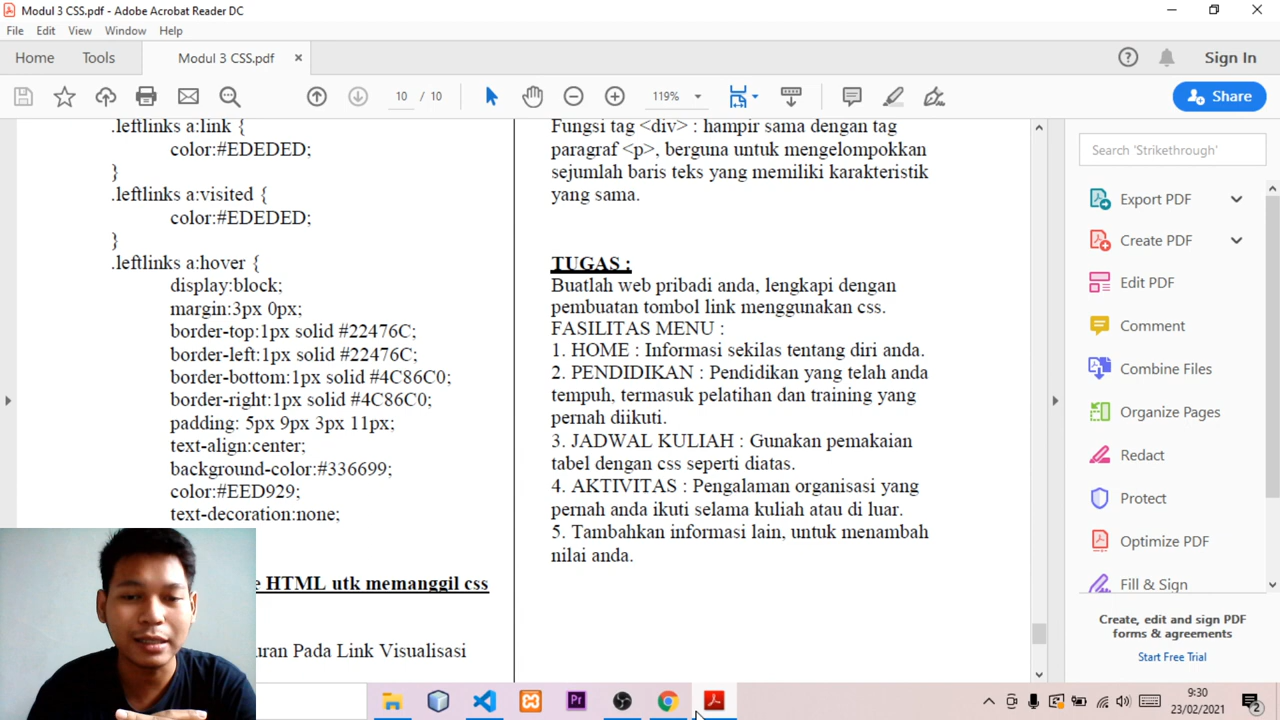 Modul 3 CSS.pdf - Adobe Acrobat Reader DC
File Edit View Window Help
Home Tools Modul 3 CSS.pdf × Sign In
10 / 10 119% Share
.leftlinks a:link {
color:#EDEDED;
}
.leftlinks a:visited {
color:#EDEDED;
}
.leftlinks a:hover {
display:block;
margin:3px 0px;
border-top:1px solid #22476C;
border-left:1px solid #22476C;
border-bottom:1px solid #4C86C0;
border-right:1px solid #4C86C0;
padding: 5px 9px 3px 11px;
text-align:center;
background-color:#336699;
color:#EED929;
text-decoration:none;
HTML utk memanggil css
Pada Link Visualisasi
Fungsi tag <div> : hampir sama dengan tag
paragraf <p>, berguna untuk mengelompokkan
sejumlah baris teks yang memiliki karakteristik
yang sama.
TUGAS :
Buatlah web pribadi anda, lengkapi dengan
pembuatan tombol link menggunakan css.
FASILITAS MENU :
1. HOME : Informasi sekilas tentang diri anda.
2. PENDIDIKAN : Pendidikan yang telah anda
tempuh, termasuk pelatihan dan training yang
pernah diikuti.
3. JADWAL KULIAH : Gunakan pemakaian
tabel dengan css seperti diatas.
4. AKTIVITAS : Pengalaman organisasi yang
pernah anda ikuti selama kuliah atau di luar.
5. Tambahkan informasi lain, untuk menambah
nilai anda.
Search 'Strikethrough'
Export PDF
Create PDF
Edit PDF
Comment
Combine Files
Organize Pages
Redact
Protect
Optimize PDF
Fill & Sign
Create, edit and sign PDF
forms & agreements
Start Free Trial
Pr
9:30
23/02/2021
2